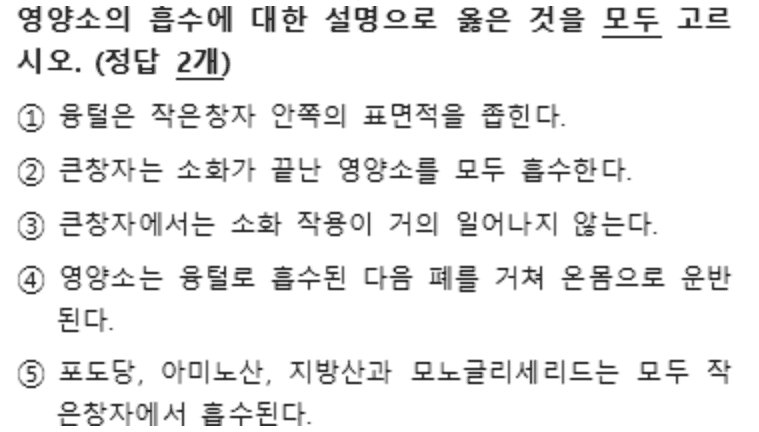 영양소의 흡수에 대한 설명으로 옳은 것을 모두 고르
시오. (정답 2개)
① 융털은 작은창자 안쪽의 표면적을 좁힌다.
② 큰창자는 소화가 끝난 영양소를 모두 흡수한다.
③ 큰창자에서는 소화 작용이 거의 일어나지 않는다.
④ 영양소는 융털로 흡수된 다음 폐를 거쳐 온몸으로 운반
된다.
⑤ 포도당, 아미노산, 지방산과 모노글리세리드는 모두 작
은창자에서 흡수된다.